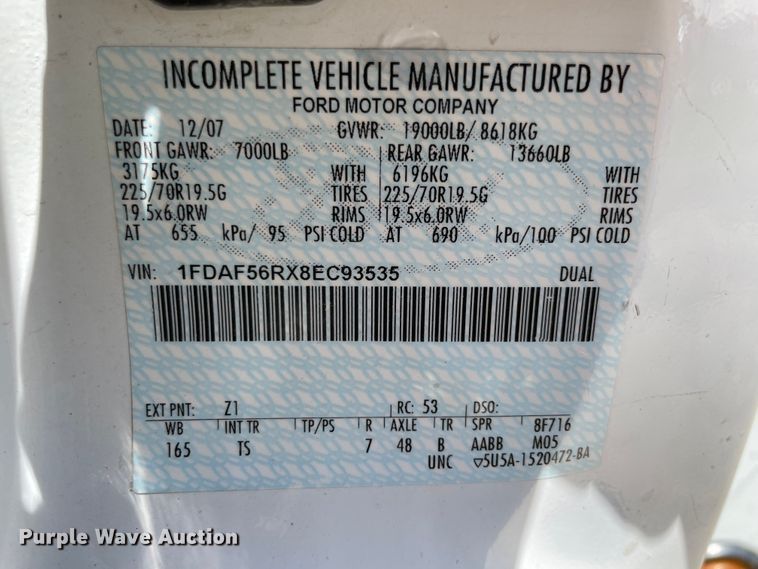 INCOMPLETE VEHICLE MANUFACTURED BY
FORD MOTOR COMPANY
DATE: 12/07 GVWR: 19000LB/ 8618KG
FRONT GAWR: 7000LB REAR GAWR: 13660LB
3175KG WITH 6196KG WITH
225/70R19.5G TIRES 225/70R19.5G TIRES
19.5x6.0RW RIMS 19.5x6.0RW RIMS
AT 655 kPa/ 95 PSI COLD AT 690 kPa/100 PSI COLD
VIN: 1FDAF56RX8EC93535 DUAL
EXT PNT: Z1 RC: 53 DSO:
WB INT TR TP/PS R AXLE TR SPR 8F716
165 TS 7 48 B AABB M05
UNC ▽5U5A-1520472-BA
Purple Wave Auction